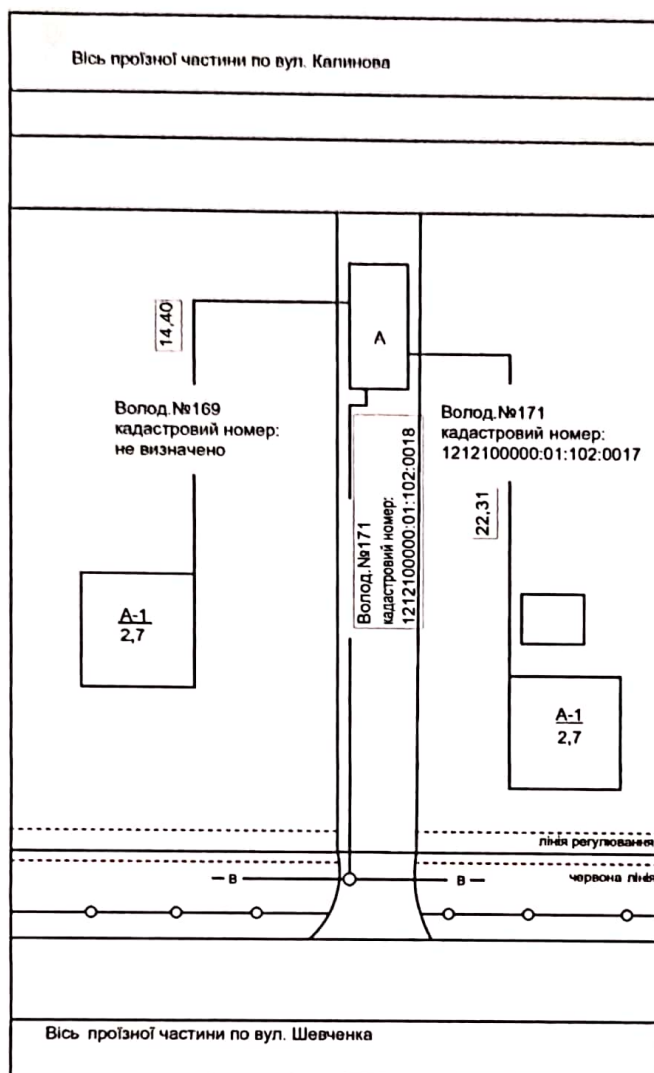 Вісь проїзної частини по вул. Калинова
14,40
А
Волод.№169
кадастровий номер:
не визначено
Волод.№171
кадастровий номер:
1212100000:01:102:0017
Волод.№171
кадастровий номер:
1212100000:01:102:0018
22,31
А-1
2,7
А-1
2,7
лінія регулювання
червона лінія
В
В
Вісь проїзної частини по вул. Шевченка